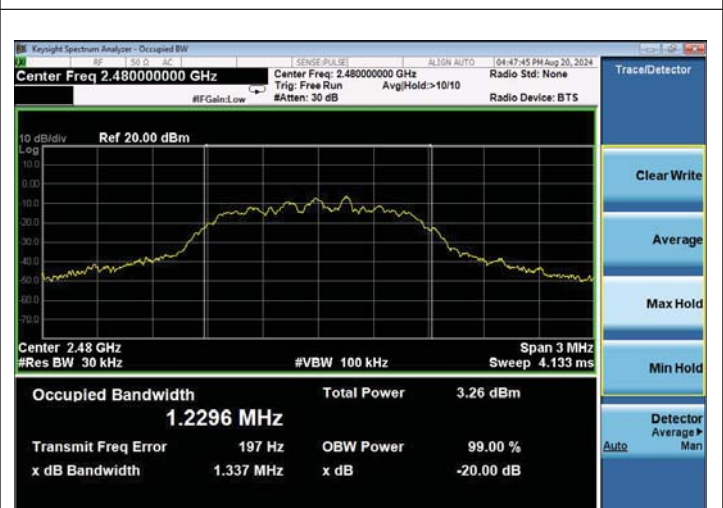 Keysight Spectrum Analyzer - Occupied BW
RF 50 Ω AC SENSE:PULSE ALIGN AUTO 04:47:45 PM Aug 20, 2024
Center Freq 2.480000000 GHz Center Freq: 2.480000000 GHz Radio Std: None
Trig: Free Run Avg|Hold:>10/10
#IFGain:Low #Atten: 30 dB Radio Device: BTS
Trace/Detector
10 dB/div Ref 20.00 dBm
Log
10.0
0.00
-10.0
-20.0
-30.0
-40.0
-50.0
-60.0
-70.0
Center 2.48 GHz Span 3 MHz
#Res BW 30 kHz #VBW 100 kHz Sweep 4.133 ms
Occupied Bandwidth Total Power 3.26 dBm
1.2296 MHz
Transmit Freq Error 197 Hz OBW Power 99.00 %
x dB Bandwidth 1.337 MHz x dB -20.00 dB
Clear Write
Average
Max Hold
Min Hold
Detector
Average▶
Auto Man